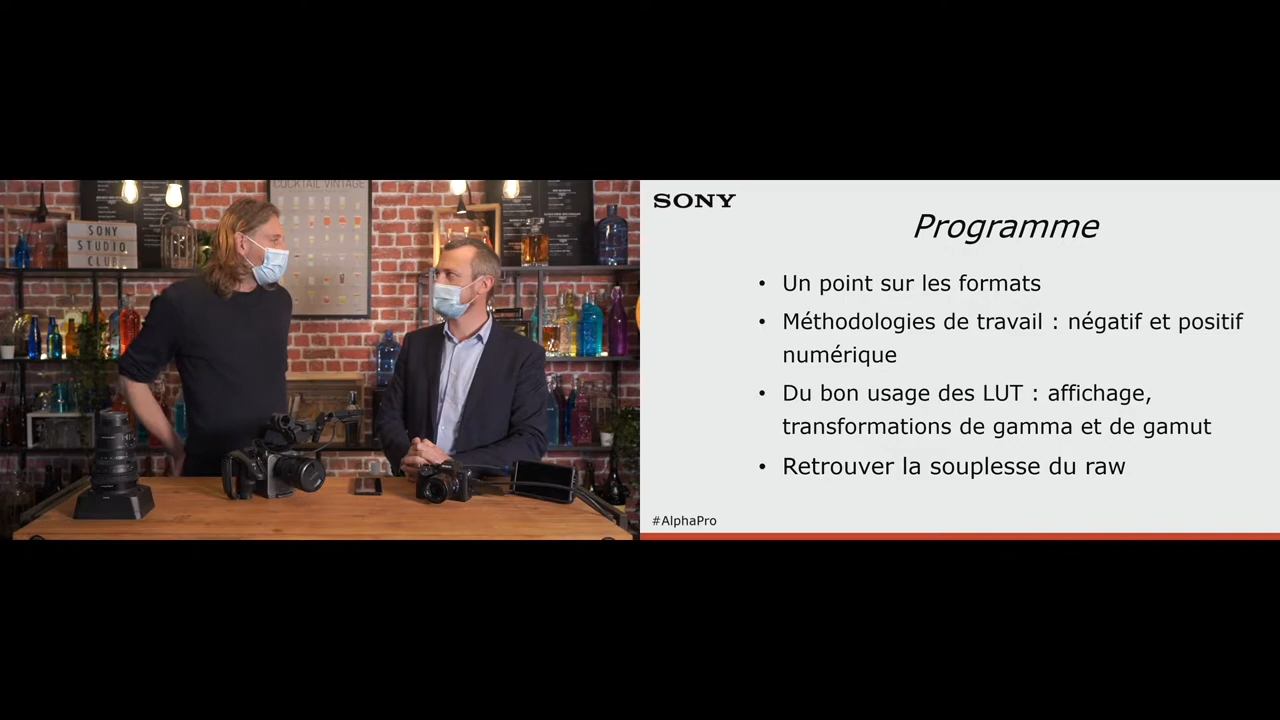 COCKTAIL VINTAGE
SONY
STUDIO
CLUB
SONY
Programme
• Un point sur les formats
• Méthodologies de travail : négatif et positif
numérique
• Du bon usage des LUT : affichage,
transformations de gamma et de gamut
• Retrouver la souplesse du raw
#AlphaPro